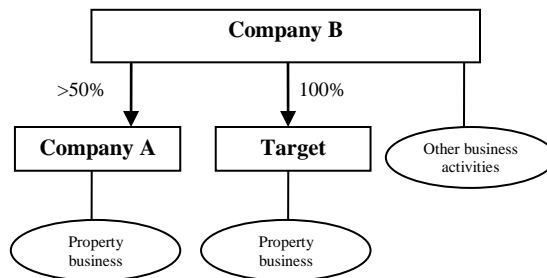 Company B
>50%
100%
Company A
Target
Other business
activities
Property
business
Property
business